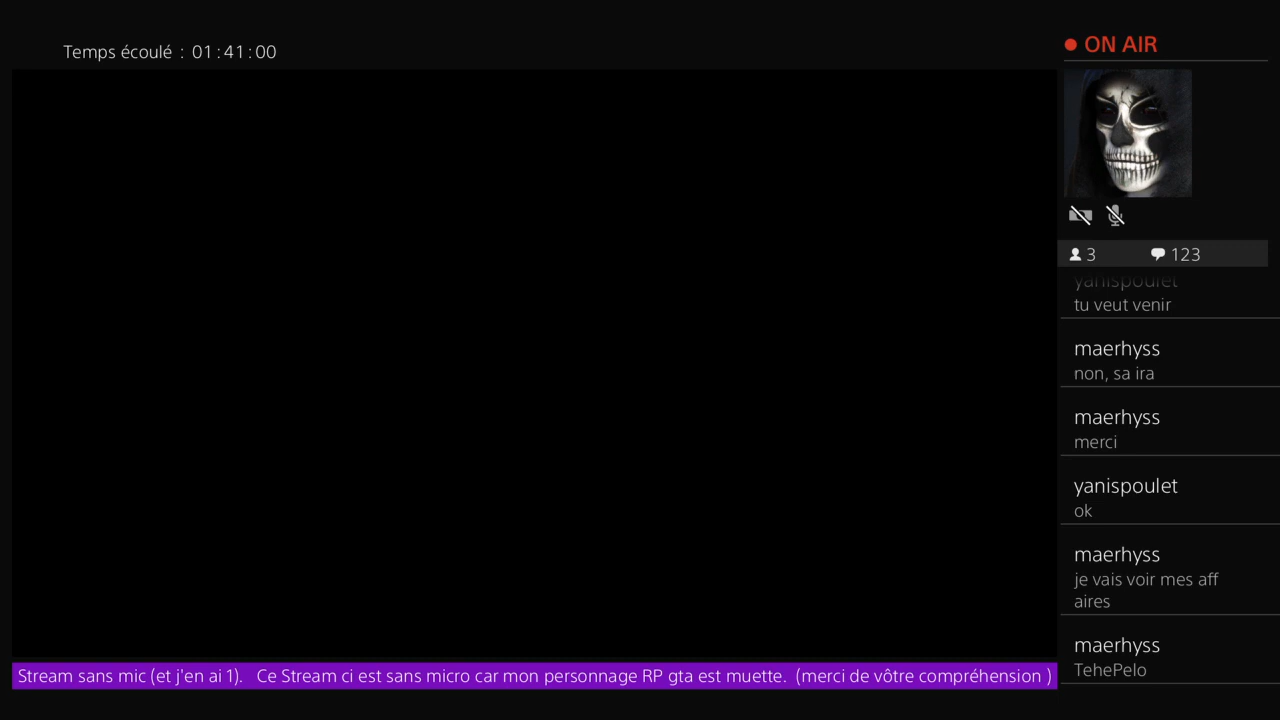 Temps écoulé : 01:41:00
ON AIR
3 123
yanispoulet
tu veut venir
maerhyss
non, sa ira
maerhyss
merci
yanispoulet
ok
maerhyss
je vais voir mes aff
aires
maerhyss
TehePelo
Stream sans mic (et j'en ai 1). Ce Stream ci est sans micro car mon personnage RP gta est muette. (merci de vôtre compréhension )